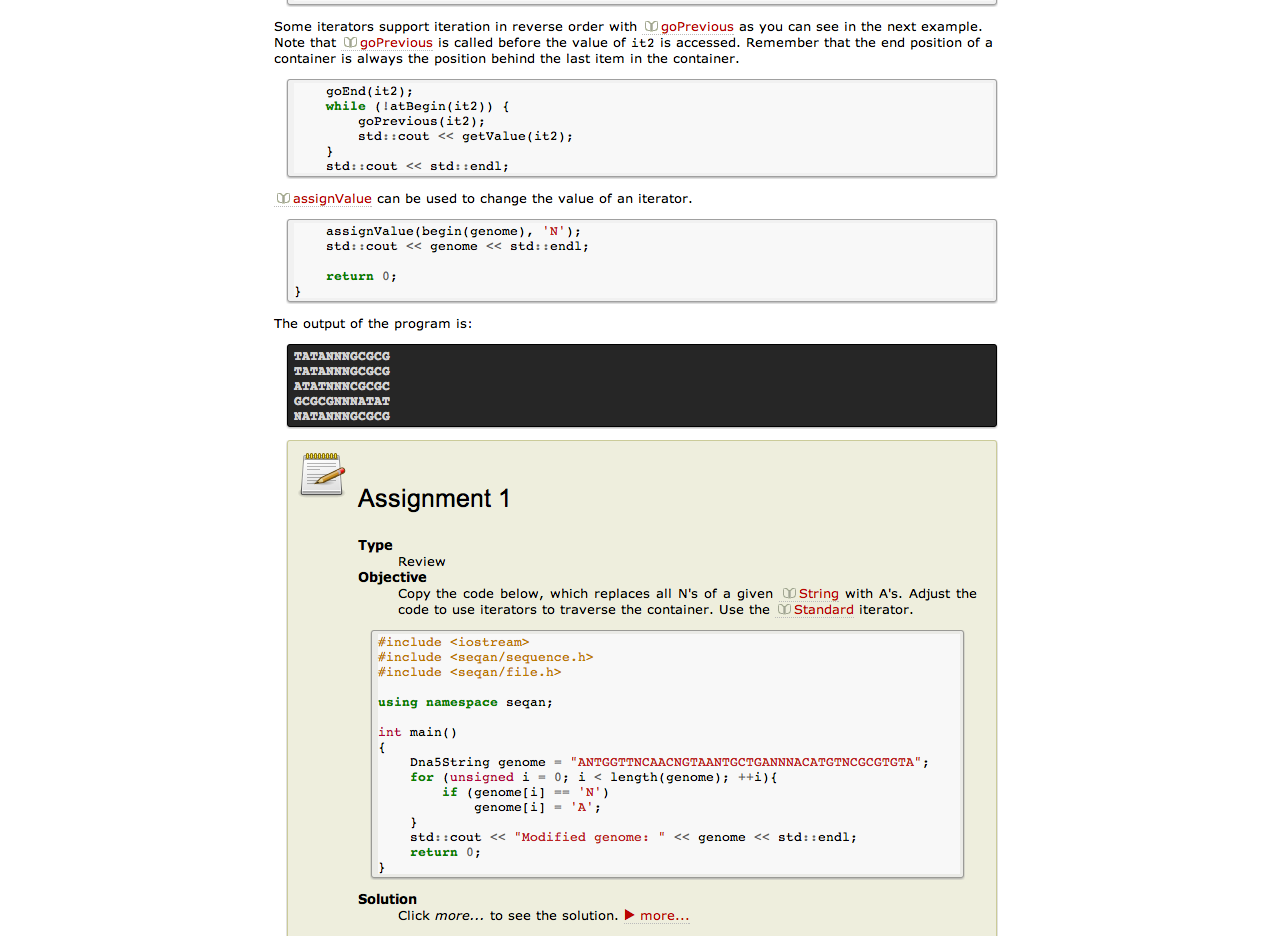 Some iterators support iteration in reverse order with goPrevious as you can see in the next example.
Note that goPrevious is called before the value of it2 is accessed. Remember that the end position of a
container is always the position behind the last item in the container.
goEnd(it2);
while (!atBegin(it2)) {
goPrevious(it2);
std::cout << getValue(it2);
}
std::cout << std::endl;
assignValue can be used to change the value of an iterator.
assignValue(begin(genome), 'N');
std::cout << genome << std::endl;
return 0;
}
The output of the program is:
TATANNNGCGCG
TATANNNGCGCG
ATATNNNCGCGC
GCGCGNNNATAT
NATANNNGCGCG
Assignment 1
Type
Review
Objective
Copy the code below, which replaces all N's of a given String with A's. Adjust the
code to use iterators to traverse the container. Use the Standard iterator.
#include <iostream>
#include <seqan/sequence.h>
#include <seqan/file.h>
using namespace seqan;
int main()
{
Dna5String genome = "ANTGGTTNCAACNGTAANTGCTGANNNACATGTNCGCGTGTA";
for (unsigned i = 0; i < length(genome); ++i){
if (genome[i] == 'N')
genome[i] = 'A';
}
std::cout << "Modified genome: " << genome << std::endl;
return 0;
}
Solution
Click more... to see the solution. more...